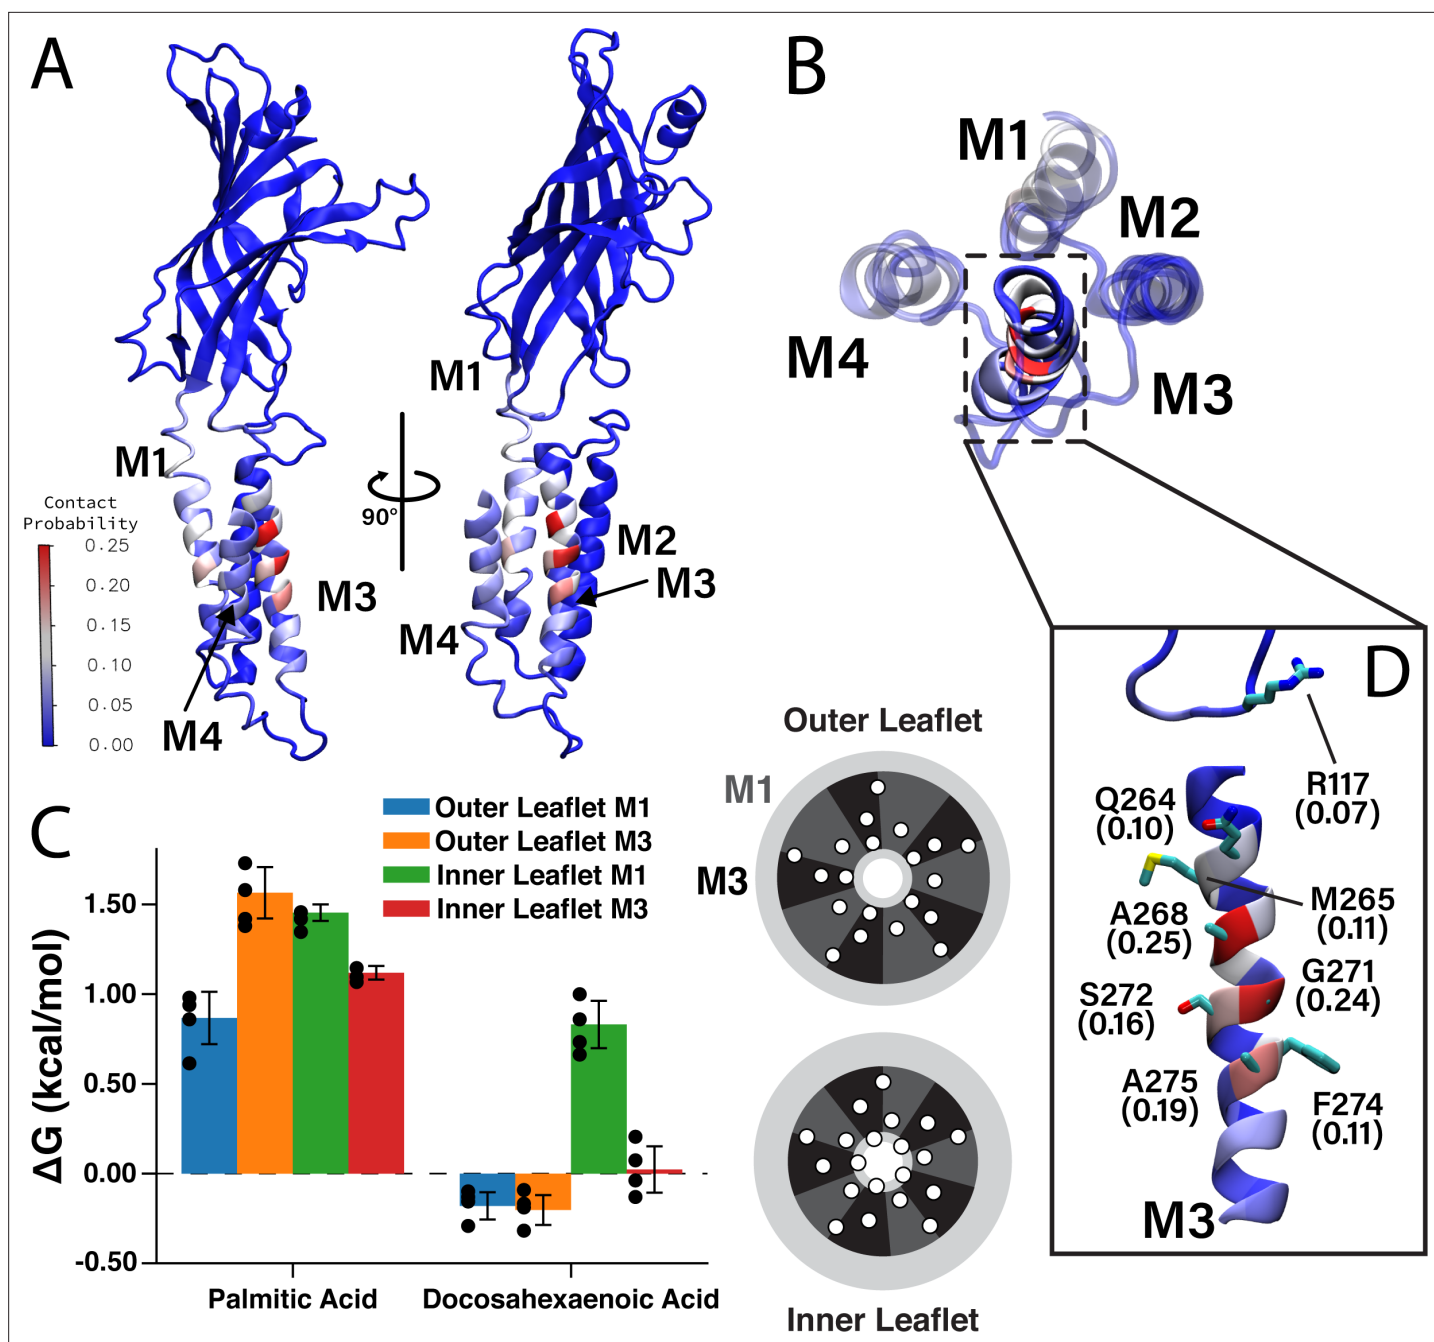 A
M1
M1
90°
M2
M3
M3
M4
M4
Contact
Probability
0.25
0.20
0.15
0.10
0.05
0.00
B
M1
M2
M4
M3
C
Outer Leaflet M1
Outer Leaflet M3
Inner Leaflet M1
Inner Leaflet M3
ΔG (kcal/mol)
1.50
1.00
0.50
0.00
-0.50
Palmitic Acid
Docosahexaenoic Acid
Outer Leaflet
M1
M3
Inner Leaflet
D
R117
(0.07)
Q264
(0.10)
M265
(0.11)
A268
(0.25)
G271
(0.24)
S272
(0.16)
A275
(0.19)
F274
(0.11)
M3